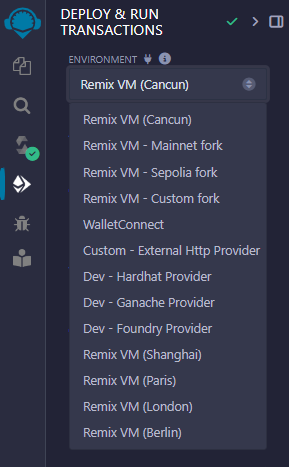 DEPLOY & RUN
TRANSACTIONS
ENVIRONMENT
Remix VM (Cancun)
Remix VM (Cancun)
Remix VM - Mainnet fork
Remix VM - Sepolia fork
Remix VM - Custom fork
WalletConnect
Custom - External Http Provider
Dev - Hardhat Provider
Dev - Ganache Provider
Dev - Foundry Provider
Remix VM (Shanghai)
Remix VM (Paris)
Remix VM (London)
Remix VM (Berlin)